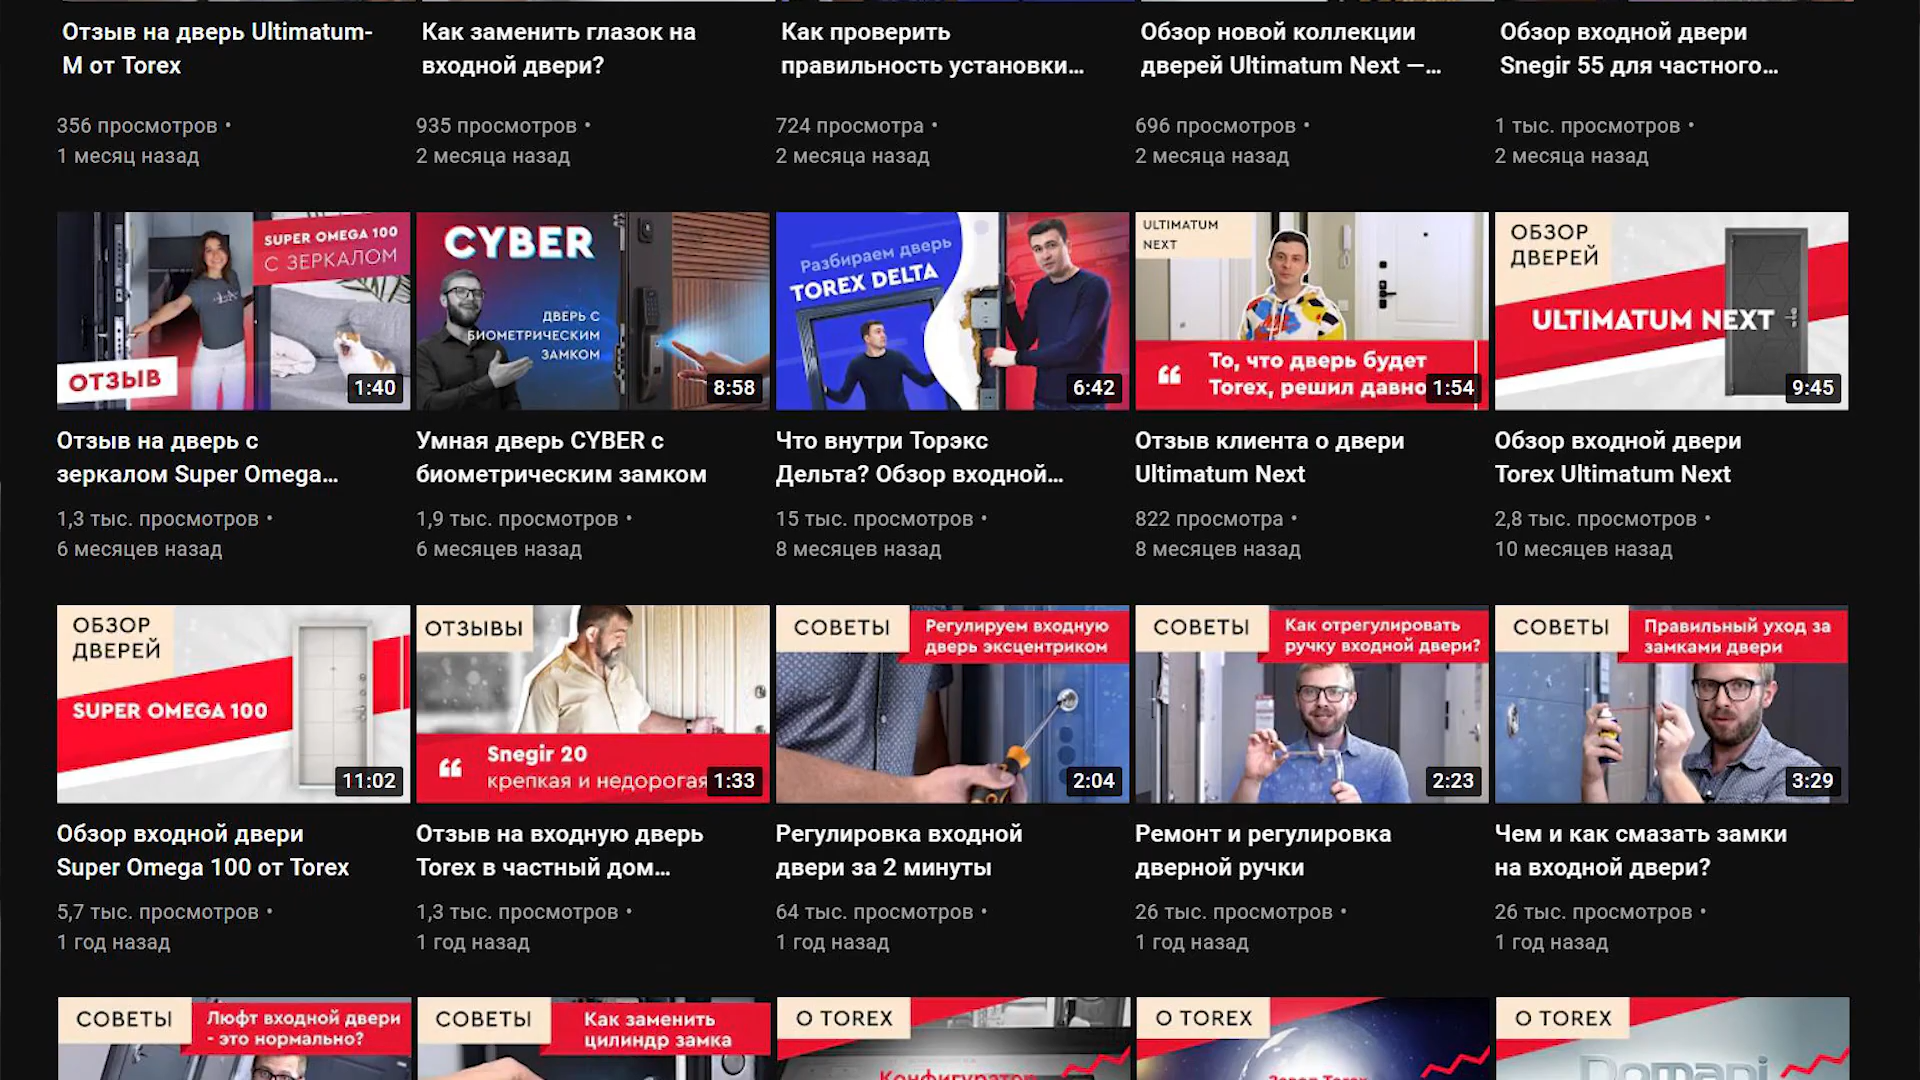 Отзыв на дверь Ultimatum-
М от Torex
356 просмотров •
1 месяц назад
Как заменить глазок на
входной двери?
935 просмотров •
2 месяца назад
Как проверить
правильность установки...
724 просмотра •
2 месяца назад
Обзор новой коллекции
дверей Ultimatum Next —...
696 просмотров •
2 месяца назад
Обзор входной двери
Snegir 55 для частного...
1 тыс. просмотров •
2 месяца назад
SUPER OMEGA 100
С ЗЕРКАЛОМ
ОТЗЫВ
1:40
Отзыв на дверь с
зеркалом Super Omega...
1,3 тыс. просмотров •
6 месяцев назад
CYBER
ДВЕРЬ С
БИОМЕТРИЧЕСКИМ
ЗАМКОМ
8:58
Умная дверь CYBER с
биометрическим замком
1,9 тыс. просмотров •
6 месяцев назад
Разбираем дверь
TOREX DELTA
6:42
Что внутри Торэкс
Дельта? Обзор входной...
15 тыс. просмотров •
8 месяцев назад
ULTIMATUM
NEXT
То, что дверь будет
Torex, решил давно
1:54
Отзыв клиента о двери
Ultimatum Next
822 просмотра •
8 месяцев назад
ОБЗОР
ДВЕРЕЙ
ULTIMATUM NEXT
9:45
Обзор входной двери
Torex Ultimatum Next
2,8 тыс. просмотров •
10 месяцев назад
ОБЗОР
ДВЕРЕЙ
SUPER OMEGA 100
11:02
Обзор входной двери
Super Omega 100 от Torex
5,7 тыс. просмотров •
1 год назад
ОТЗЫВЫ
Snegir 20
крепкая и недорогая
1:33
Отзыв на входную дверь
Torex в частный дом...
1,3 тыс. просмотров •
1 год назад
СОВЕТЫ
Регулируем входную
дверь эксцентриком
2:04
Регулировка входной
двери за 2 минуты
64 тыс. просмотров •
1 год назад
СОВЕТЫ
Как отрегулировать
ручку входной двери?
2:23
Ремонт и регулировка
дверной ручки
26 тыс. просмотров •
1 год назад
СОВЕТЫ
Правильный уход за
замками двери
3:29
Чем и как смазать замки
на входной двери?
26 тыс. просмотров •
1 год назад
СОВЕТЫ
Люфт входной двери
- это нормально?
СОВЕТЫ
Как заменить
цилиндр замка
О TOREX
Конфигуратор
О TOREX
Завод Torex
О TOREX
Domani